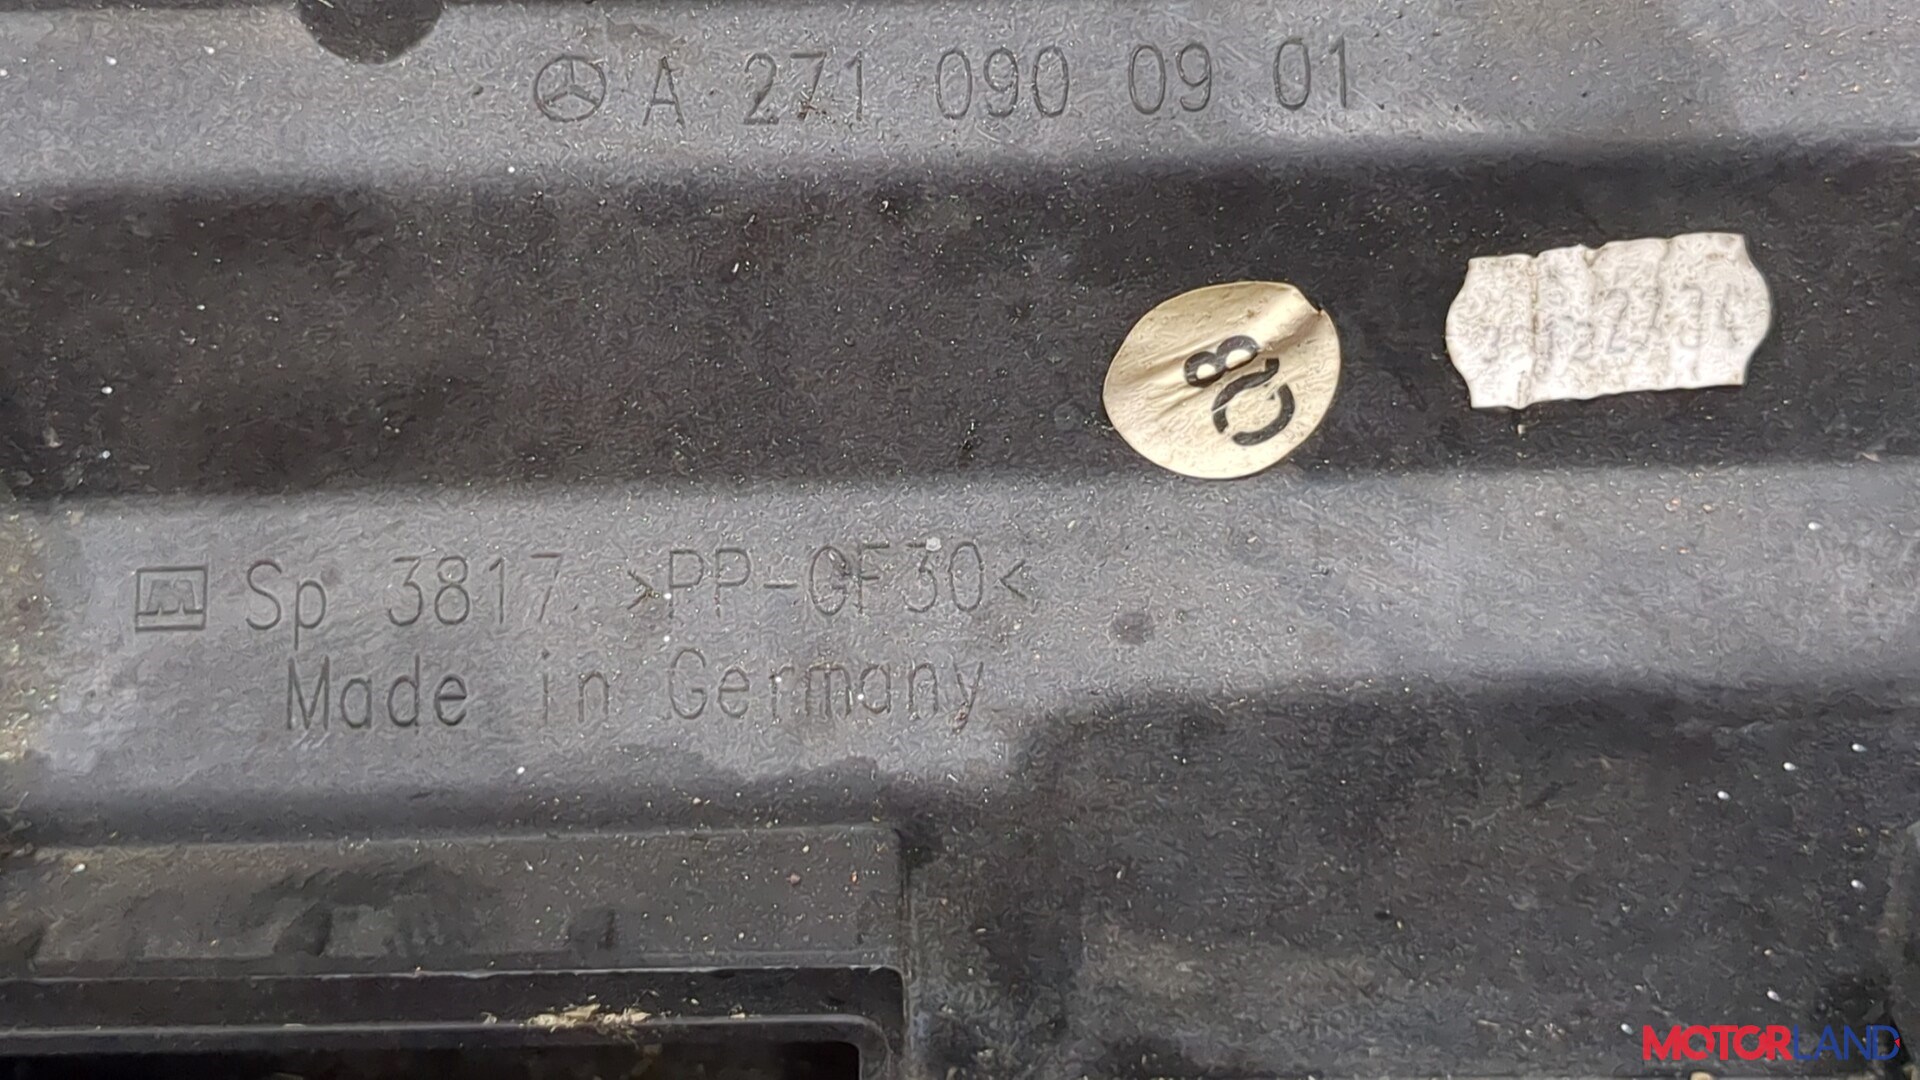 A 271 090 09 01
80
Sp 3817 >PP-GF30<
Made in Germany
MOTORLAND